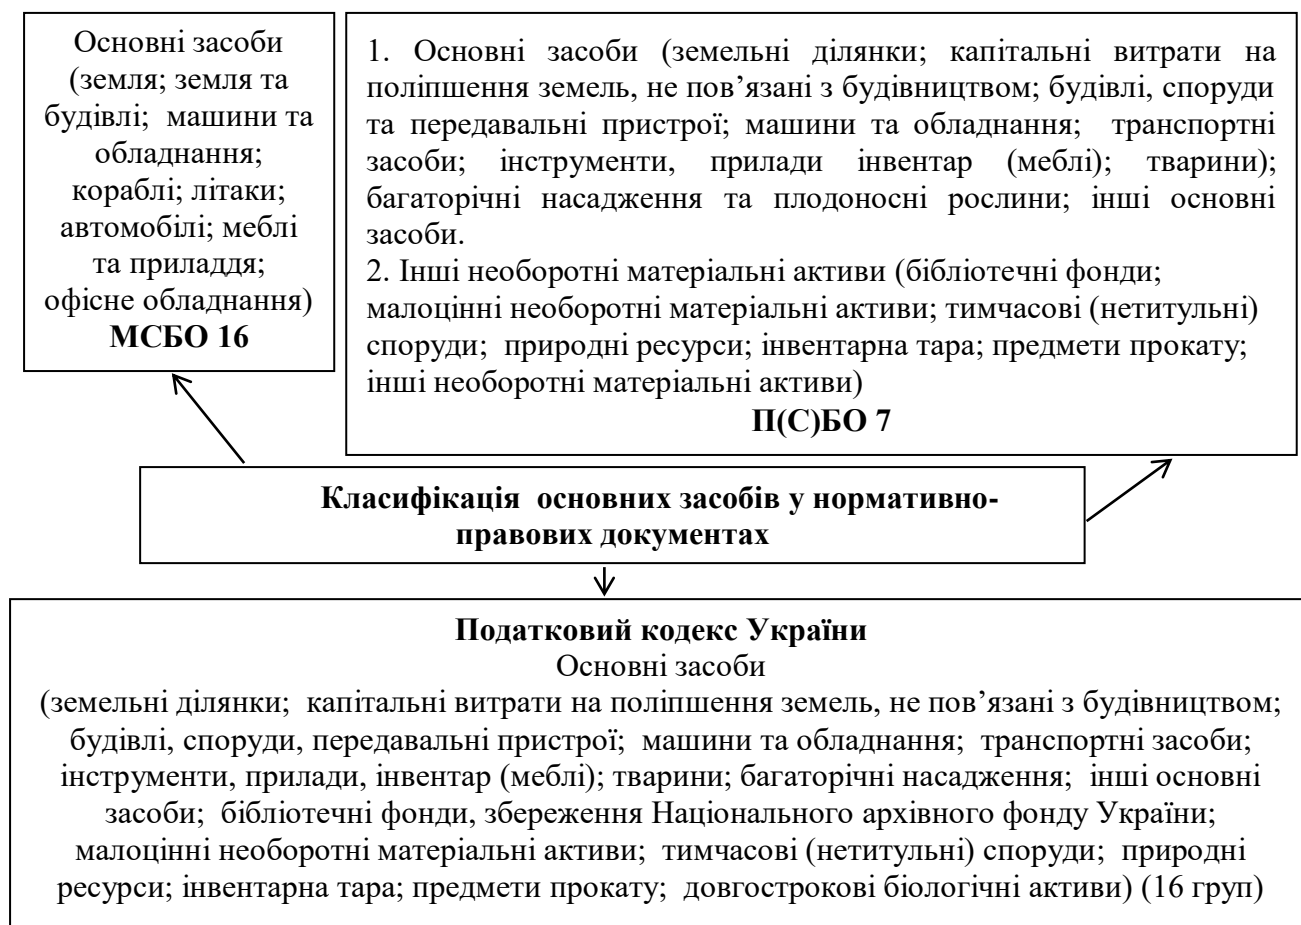 Основні засоби
(земля; земля та
будівлі; машини та
обладнання;
кораблі; літаки;
автомобілі; меблі
та приладдя;
офісне обладнання)
МСБО 16
1. Основні засоби (земельні ділянки; капітальні витрати на
поліпшення земель, не пов’язані з будівництвом; будівлі, споруди
та передавальні пристрої; машини та обладнання; транспортні
засоби; інструменти, прилади інвентар (меблі); тварини);
багаторічні насадження та плодоносні рослини; інші основні
засоби.
2. Інші необоротні матеріальні активи (бібліотечні фонди;
малоцінні необоротні матеріальні активи; тимчасові (нетитульні)
споруди; природні ресурси; інвентарна тара; предмети прокату;
інші необоротні матеріальні активи)
П(С)БО 7
Класифікація основних засобів у нормативно-
правових документах
Податковий кодекс України
Основні засоби
(земельні ділянки; капітальні витрати на поліпшення земель, не пов’язані з будівництвом;
будівлі, споруди, передавальні пристрої; машини та обладнання; транспортні засоби;
інструменти, прилади, інвентар (меблі); тварини; багаторічні насадження; інші основні
засоби; бібліотечні фонди, збереження Національного архівного фонду України;
малоцінні необоротні матеріальні активи; тимчасові (нетитульні) споруди; природні
ресурси; інвентарна тара; предмети прокату; довгострокові біологічні активи) (16 груп)